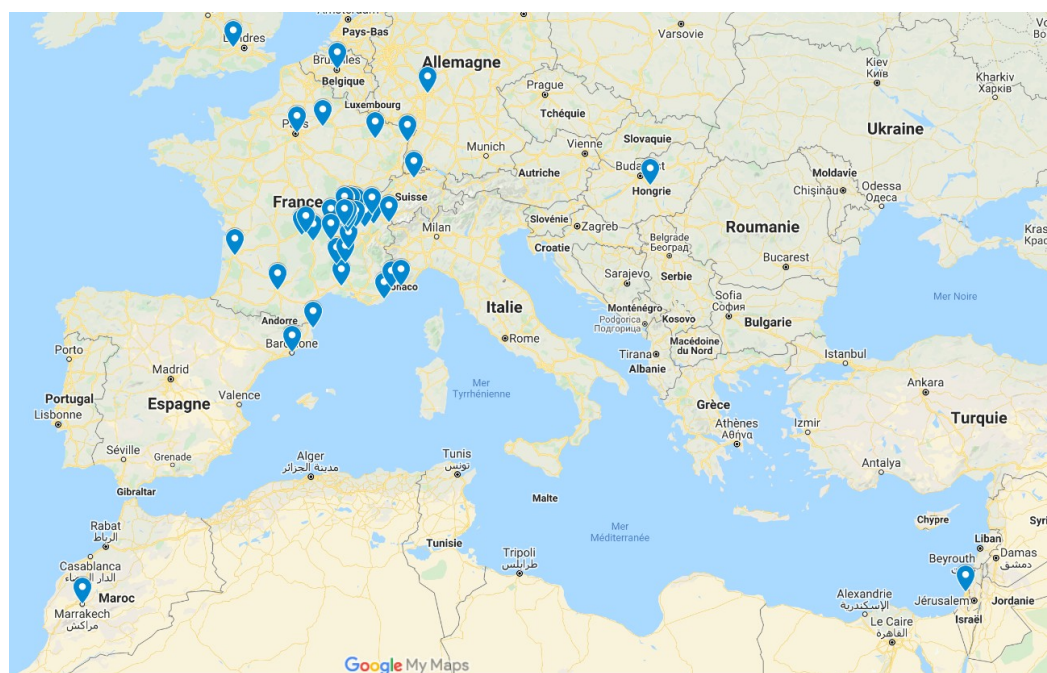 Amsterdam
Pays-Bas
Londres
Bruxelles
Belgique
Allemagne
Varsovie
Kiev
Київ
Kharkiv
Харків
Prague
Luxembourg
Tchéquie
Ukraine
Paris
Slovaquie
Munich
Vienne
Budapest
Moldavie
Autriche
Hongrie
Chișinău
Odessa
Одеса
France
Suisse
Slovénie
Zagreb
Milan
Croatie
Roumanie
Belgrade
Београд
Bucarest
Sarajevo
Serbie
Monaco
Italie
Mer Noire
Monténégro
Sofia
София
Andorre
Podgorica
Подгорица
Kosovo
Bulgarie
Rome
Macédoine
du Nord
Barcelone
Porto
Tirana
Albanie
Istanbul
Madrid
Mer
Tyrrhénienne
Ankara
Portugal
Espagne
Valence
Grèce
Turquie
Lisbonne
Athènes
Αθήνα
Izmir
Séville
Grenade
Alger
مدينة الجزائر
Tunis
تونس
Antalya
Gibraltar
Malte
Chypre
Rabat
الرباط
Mer
Méditerranée
Tunisie
Liban
Casablanca
Beyrouth
Damas
دمشق
Tripoli
طرابلس
Maroc
Marrakech
مراكش
Alexandrie
الإسكندرية
Jérusalem
Jordanie
Israël
Le Caire
القاهرة
Google My Maps